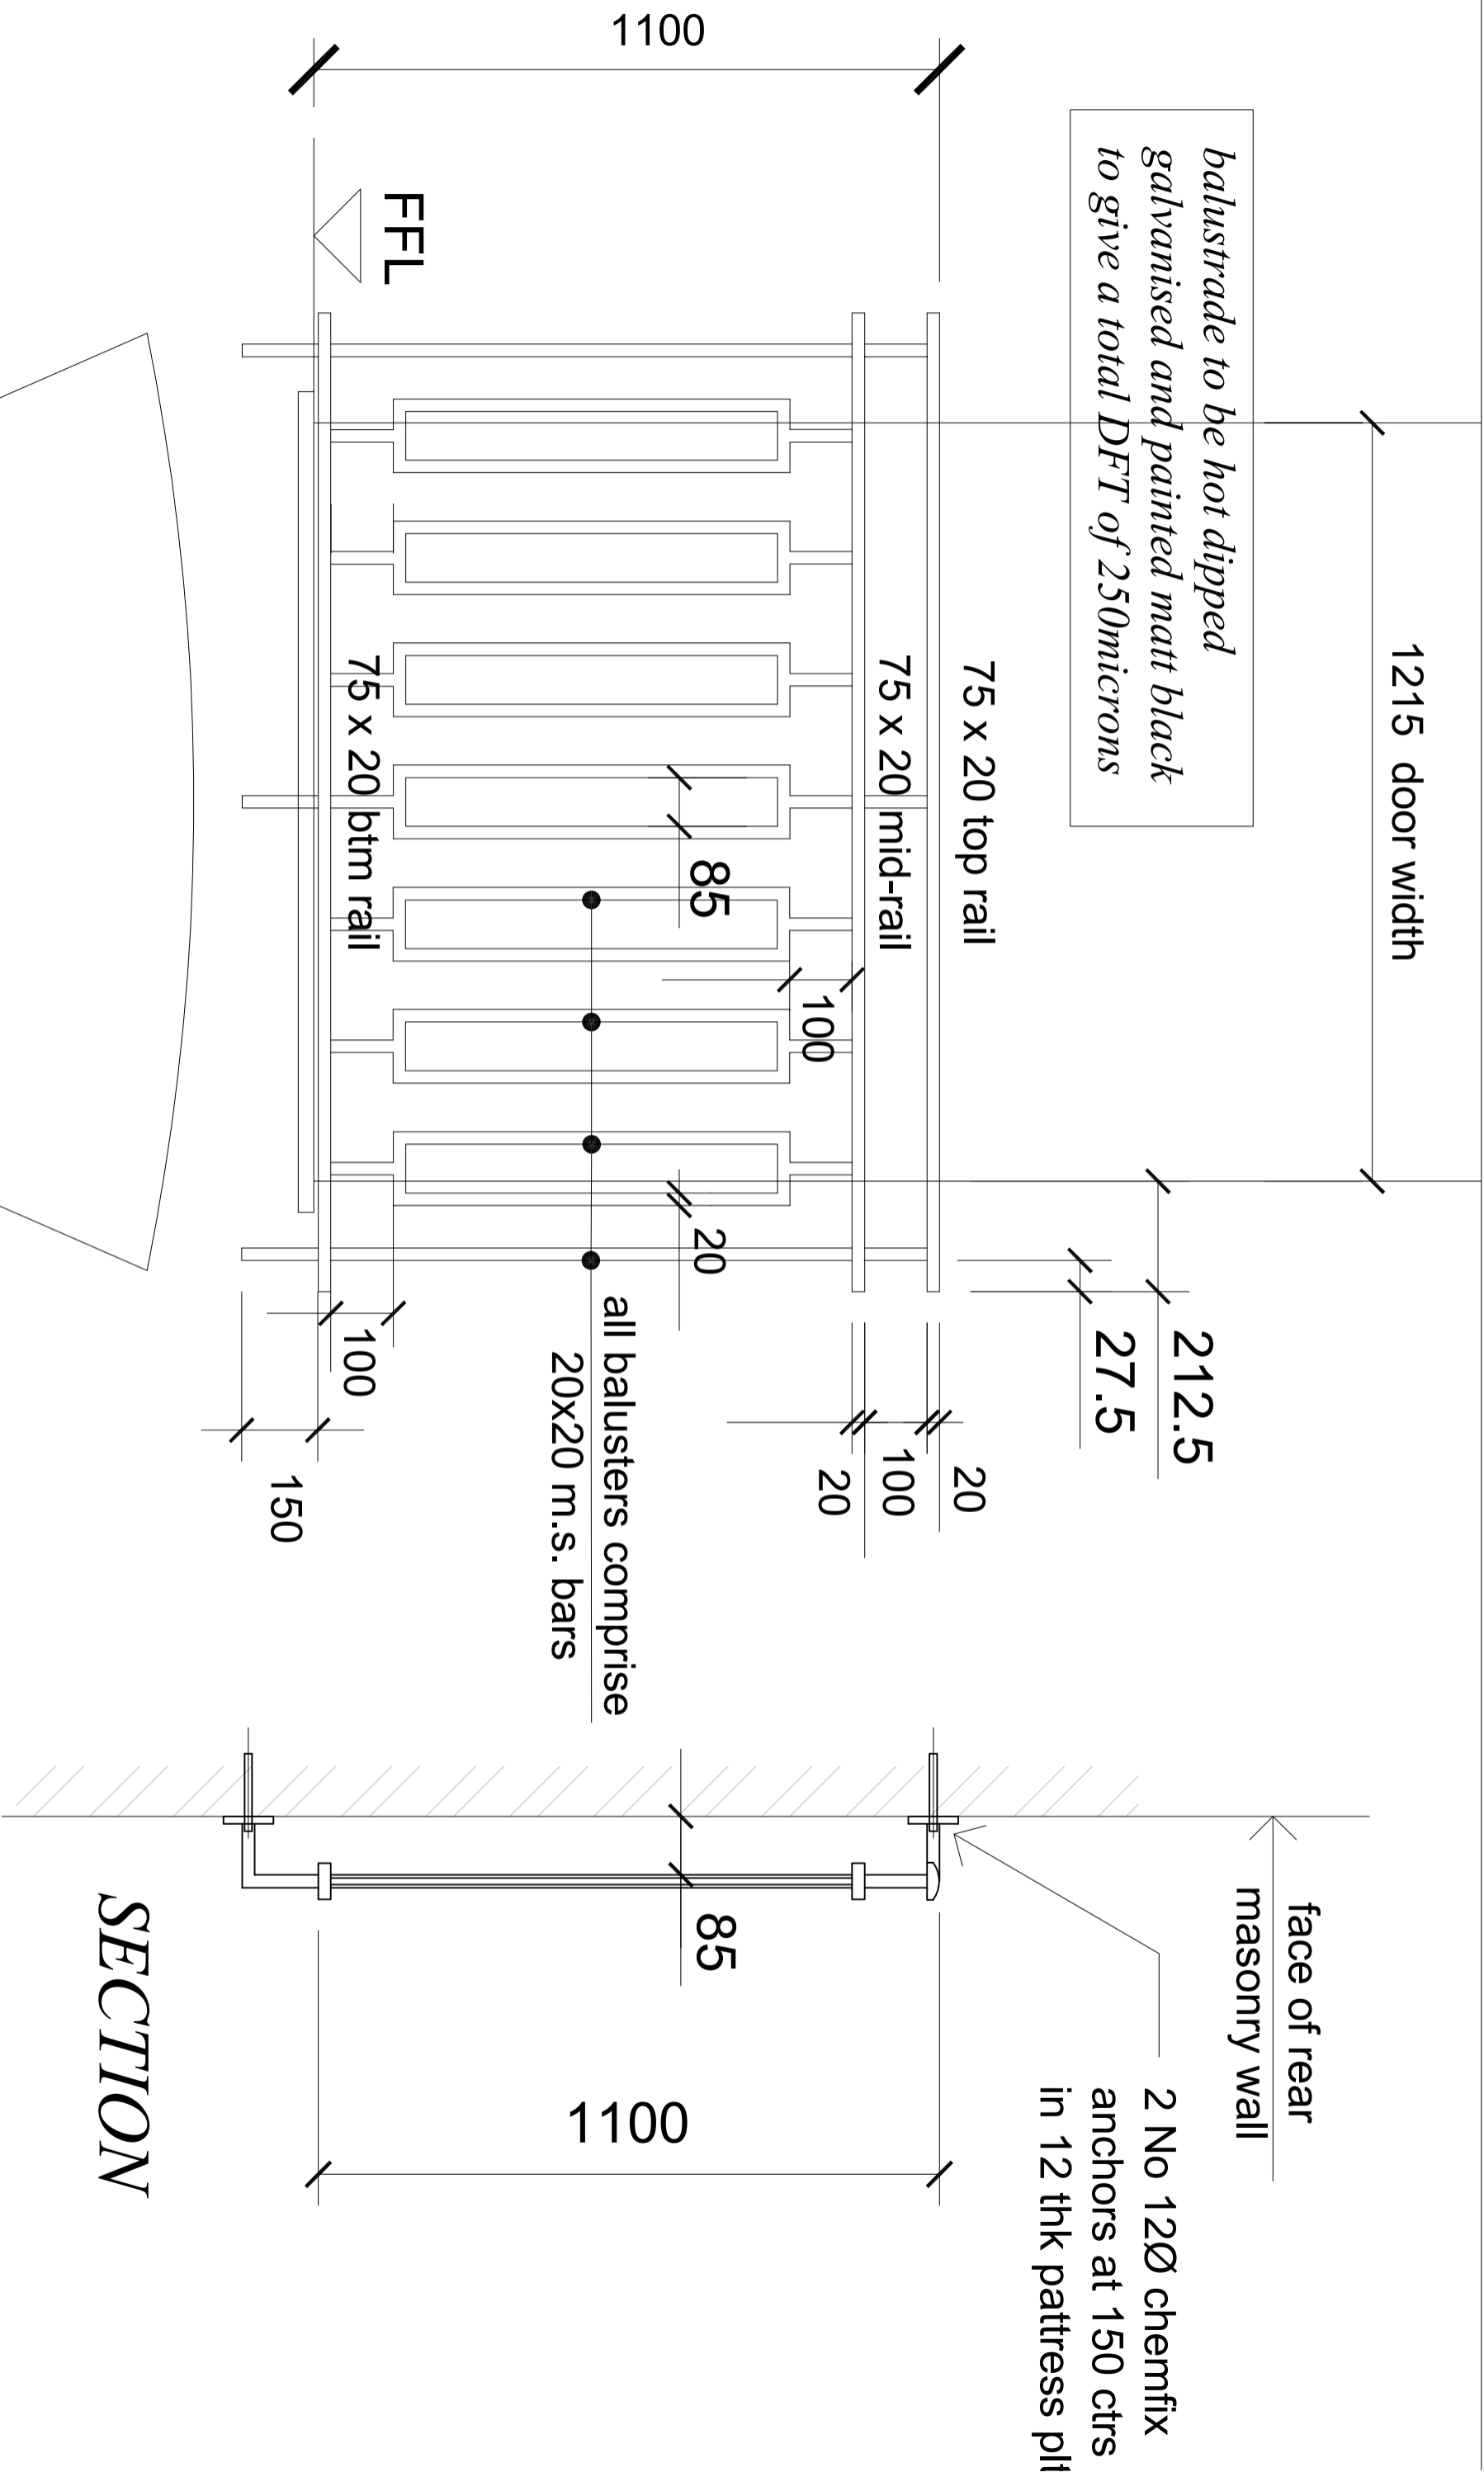 1215 door width
212.5
27.5
balustrade to be hot dipped
galvanised and painted matt black
to give a total DFT of 250microns
75 x 20 top rail
20
100
20
75 x 20 mid-rail
100
85
20
1100
all balusters comprise
20x20 m.s. bars
FFL
75 x 20 btm rail
100
150
face of rear
masonry wall
2 No 12Ø chemfix
anchors at 150 ctrs
in 12 thk pattress plt
85
1100
SECTION